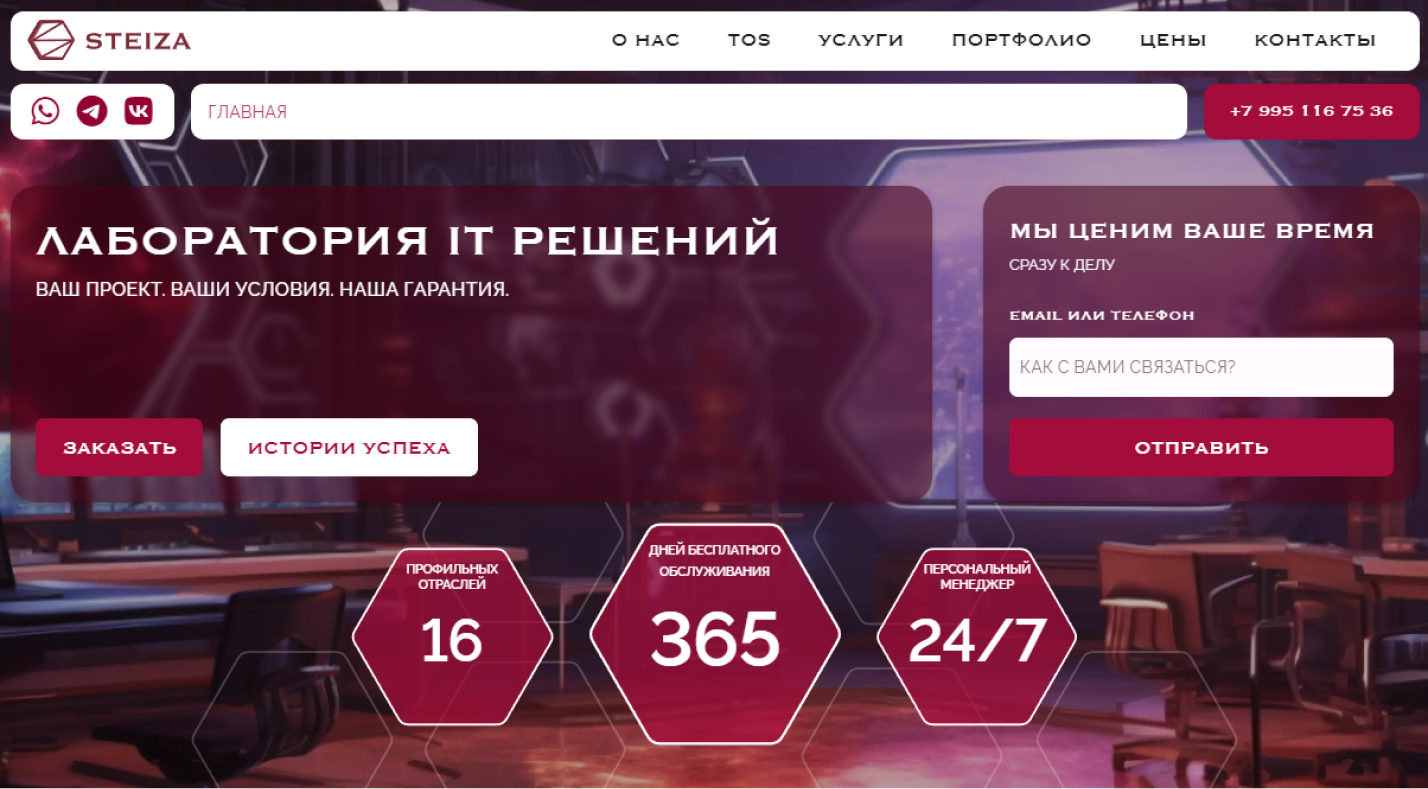 STEIZA
О НАС
TOS
УСЛУГИ
ПОРТФОЛИО
ЦЕНЫ
КОНТАКТЫ
ГЛАВНАЯ
+7 995 116 75 36
ЛАБОРАТОРИЯ IT РЕШЕНИЙ
ВАШ ПРОЕКТ. ВАШИ УСЛОВИЯ. НАША ГАРАНТИЯ.
ЗАКАЗАТЬ
ИСТОРИИ УСПЕХА
МЫ ЦЕНИМ ВАШЕ ВРЕМЯ
СРАЗУ К ДЕЛУ
EMAIL ИЛИ ТЕЛЕФОН
КАК С ВАМИ СВЯЗАТЬСЯ?
ОТПРАВИТЬ
ПРОФИЛЬНЫХ
ОТРАСЛЕЙ
16
ДНЕЙ БЕСПЛАТНОГО
ОБСЛУЖИВАНИЯ
365
ПЕРСОНАЛЬНЫЙ
МЕНЕДЖЕР
24/7